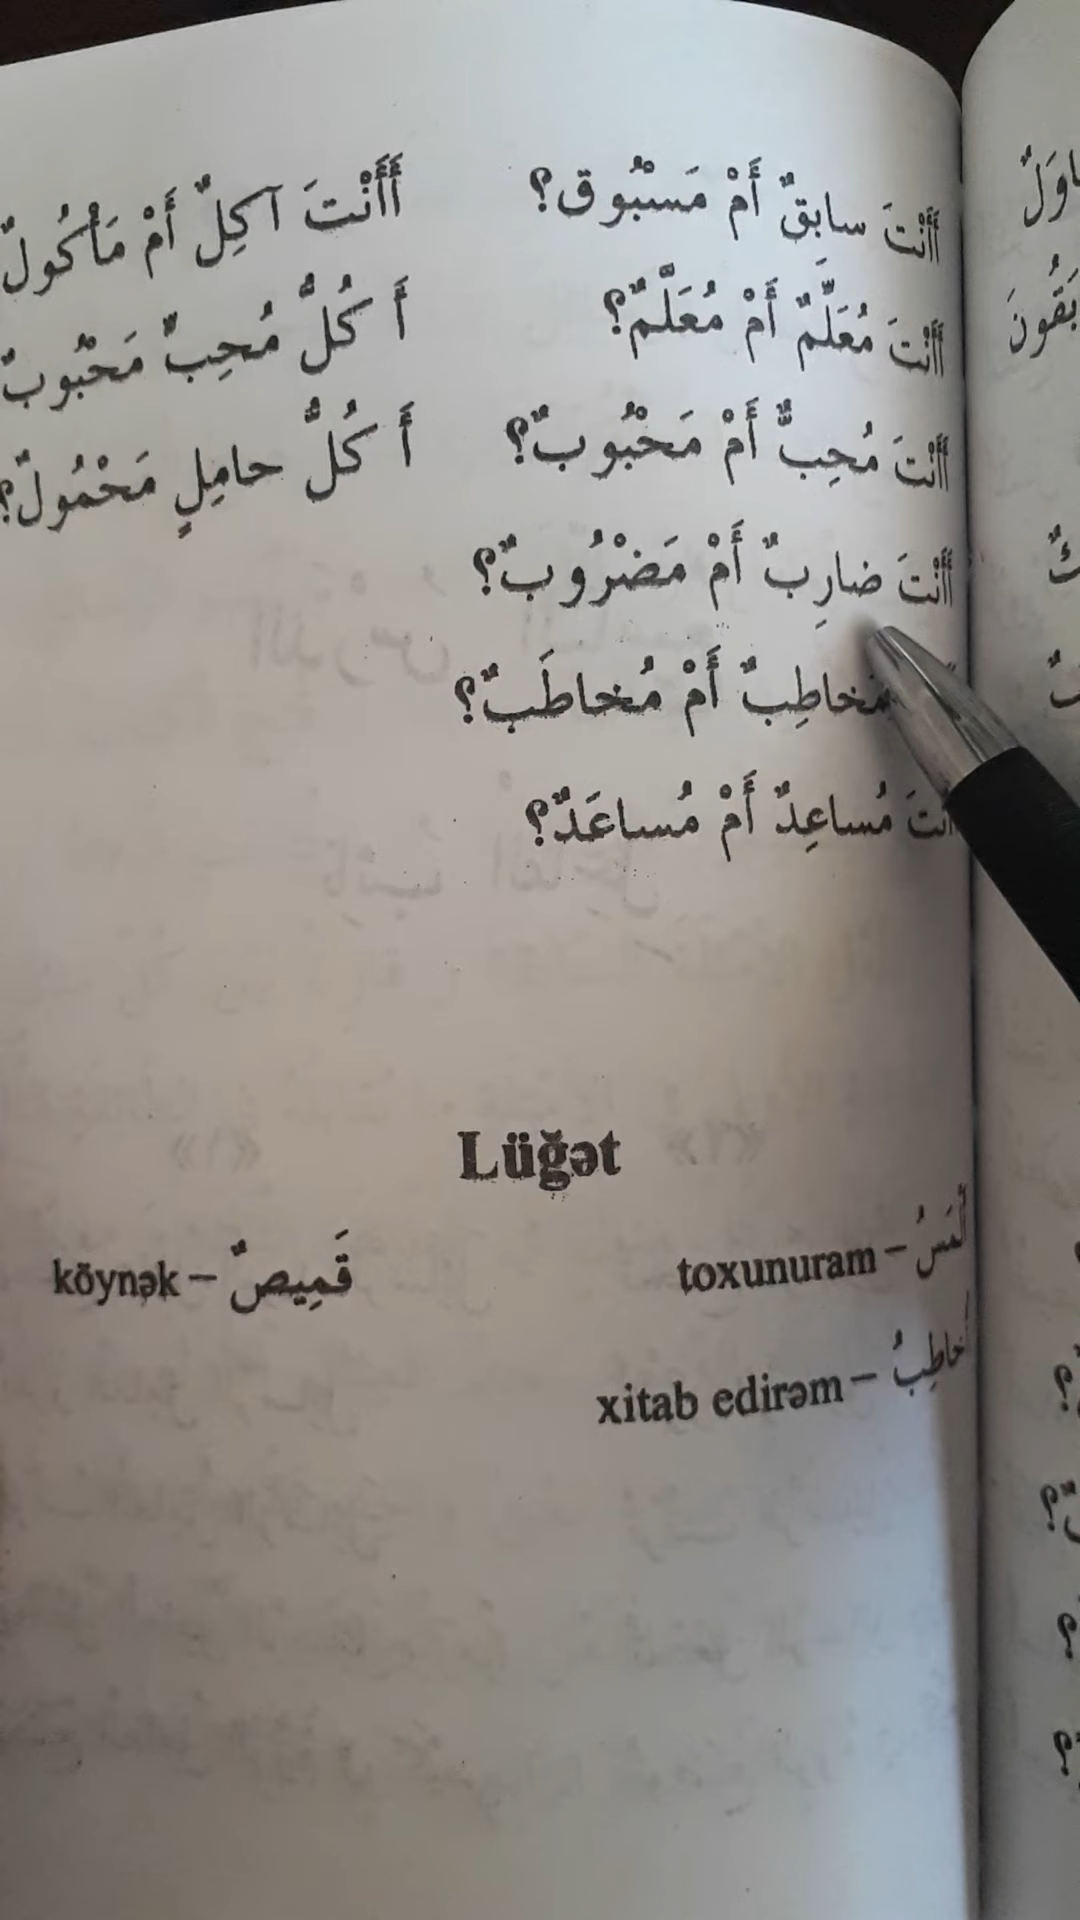 أَأَنْتَ سابِقٌ أَمْ مَسْبُوق؟
أَأَنْتَ مُعَلِّمٌ أَمْ مُعَلَّمٌ؟
أَأَنْتَ مُحِبٌّ أَمْ مَحْبُوبٌ؟
أَأَنْتَ ضارِبٌ أَمْ مَضْرُوبٌ؟
مُخاطِبٌ أَمْ مُخاطَبٌ؟
أَنْتَ مُساعِدٌ أَمْ مُساعَدٌ؟
أَأَنْتَ آكِلٌ أَمْ مَأْكُولٌ
أَ كُلُّ مُحِبٌّ مَحْبُوبٌ
أَ كُلُّ حامِلٍ مَحْمُولٌ؟
Lüğət
أَلْمَسُ – toxunuram
خاطِبُ – xitab edirəm
قَمِيصٌ – köynək